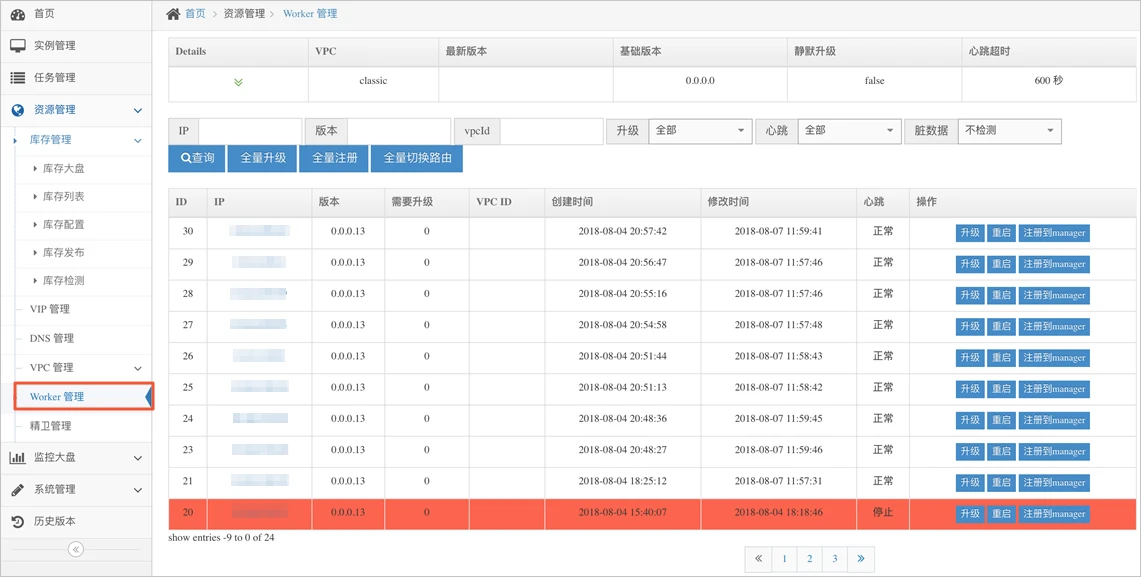 首页
实例管理
任务管理
资源管理
库存管理
库存大盘
库存列表
库存配置
库存发布
库存检测
VIP 管理
DNS 管理
VPC 管理
Worker 管理
精卫管理
监控大盘
系统管理
历史版本
首页 > 资源管理 > Worker 管理
Details VPC 最新版本 基础版本 静默升级 心跳超时
classic 0.0.0.0 false 600 秒
IP 版本 vpcId 升级 全部 心跳 全部 脏数据 不检测
查询 全量升级 全量注册 全量切换路由
ID IP 版本 需要升级 VPC ID 创建时间 修改时间 心跳 操作
30 0.0.0.13 0 2018-08-04 20:57:42 2018-08-07 11:59:41 正常 升级 重启 注册到manager
29 0.0.0.13 0 2018-08-04 20:56:47 2018-08-07 11:57:46 正常 升级 重启 注册到manager
28 0.0.0.13 0 2018-08-04 20:55:16 2018-08-07 11:57:46 正常 升级 重启 注册到manager
27 0.0.0.13 0 2018-08-04 20:54:58 2018-08-07 11:57:48 正常 升级 重启 注册到manager
26 0.0.0.13 0 2018-08-04 20:51:44 2018-08-07 11:58:43 正常 升级 重启 注册到manager
25 0.0.0.13 0 2018-08-04 20:51:13 2018-08-07 11:58:42 正常 升级 重启 注册到manager
24 0.0.0.13 0 2018-08-04 20:48:36 2018-08-07 11:59:45 正常 升级 重启 注册到manager
23 0.0.0.13 0 2018-08-04 20:48:27 2018-08-07 11:59:46 正常 升级 重启 注册到manager
21 0.0.0.13 0 2018-08-04 18:25:12 2018-08-07 11:57:31 正常 升级 重启 注册到manager
20 0.0.0.13 0 2018-08-04 15:40:07 2018-08-04 18:18:46 停止 升级 重启 注册到manager
show entries -9 to 0 of 24
« 1 2 3 »